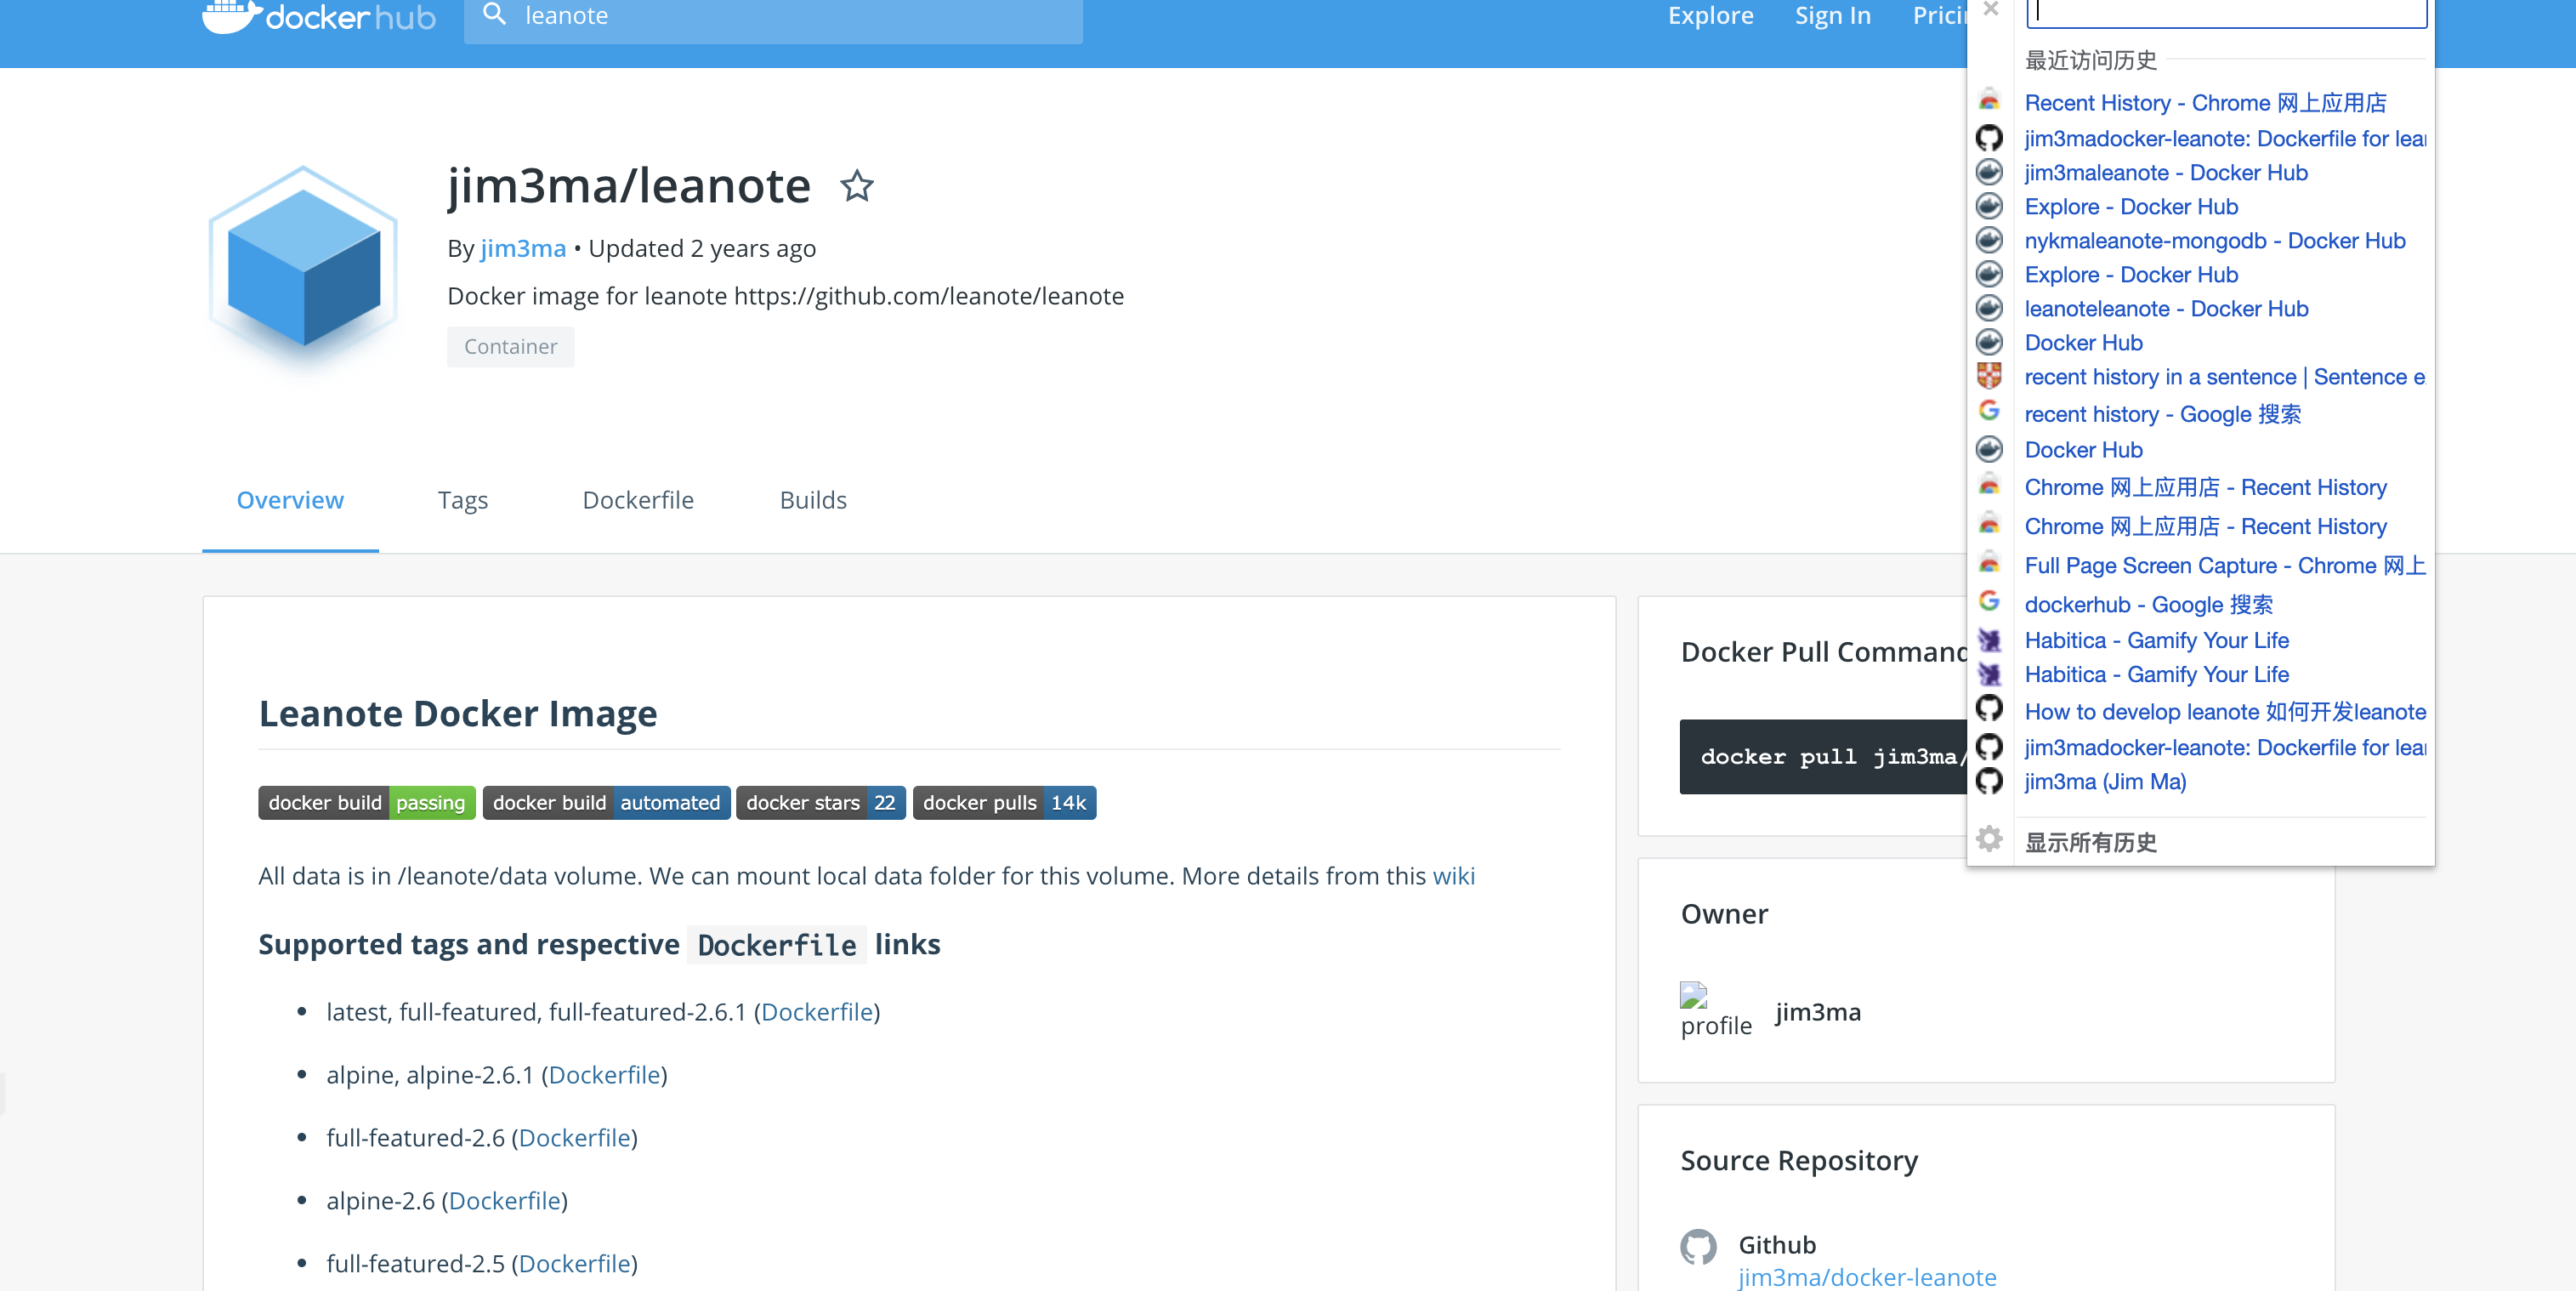 dockerhub
leanote
Explore
Sign In
jim3ma/leanote
By jim3ma • Updated 2 years ago
Docker image for leanote https://github.com/leanote/leanote
Container
Overview
Tags
Dockerfile
Builds
Leanote Docker Image
docker build passing
docker build automated
docker stars 22
docker pulls 14k
All data is in /leanote/data volume. We can mount local data folder for this volume. More details from this wiki
Supported tags and respective Dockerfile links
• latest, full-featured, full-featured-2.6.1 (Dockerfile)
• alpine, alpine-2.6.1 (Dockerfile)
• full-featured-2.6 (Dockerfile)
• alpine-2.6 (Dockerfile)
• full-featured-2.5 (Dockerfile)
Docker Pull Command
docker pull jim3ma/
Owner
profile
jim3ma
Source Repository
Github
jim3ma/docker-leanote
最近访问历史
Recent History - Chrome 网上应用店
jim3madocker-leanote: Dockerfile for
jim3maleanote - Docker Hub
Explore - Docker Hub
nykmaleanote-mongodb - Docker Hub
Explore - Docker Hub
leanoteleanote - Docker Hub
Docker Hub
recent history in a sentence | Sentence
recent history - Google 搜索
Docker Hub
Chrome 网上应用店 - Recent History
Chrome 网上应用店 - Recent History
Full Page Screen Capture - Chrome 网上
dockerhub - Google 搜索
Habitica - Gamify Your Life
Habitica - Gamify Your Life
How to develop leanote 如何开发leanote
jim3madocker-leanote: Dockerfile for
jim3ma (Jim Ma)
显示所有历史